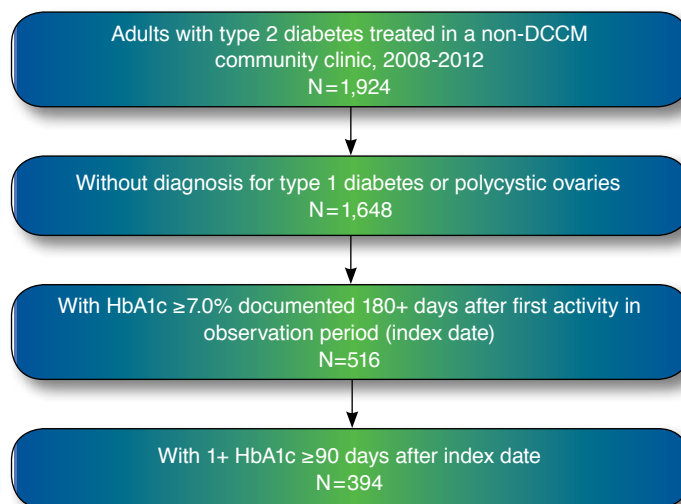 Adults with type 2 diabetes treated in a non-DCCM
community clinic, 2008-2012
N=1,924
Without diagnosis for type 1 diabetes or polycystic ovaries
N=1,648
With HbA1c ≥7.0% documented 180+ days after first activity in
observation period (index date)
N=516
With 1+ HbA1c ≥90 days after index date
N=394